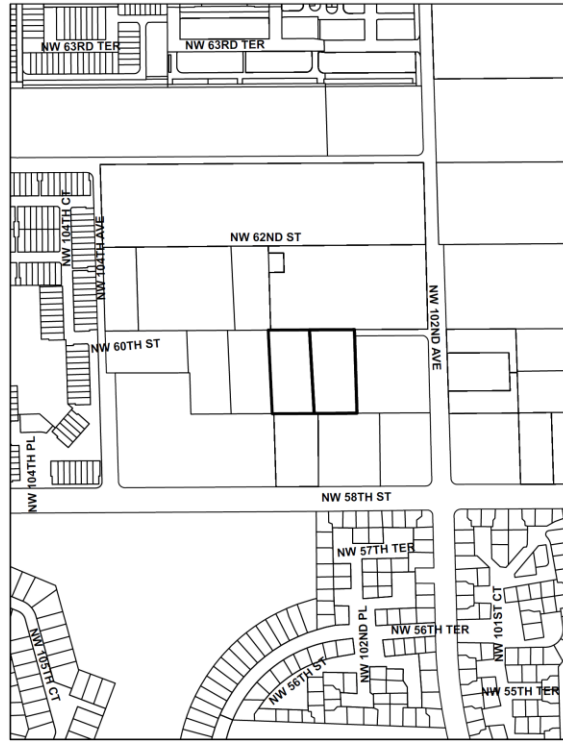 NW 63RD TER
NW 63RD TER
NW 104TH CT
NW 104TH AVE
NW 62ND ST
NW 102ND AVE
NW 60TH ST
NW 104TH PL
NW 58TH ST
NW 57TH TER
NW 102ND PL
NW 101ST CT
NW 56TH TER
NW 105TH CT
NW 56TH ST
NW 55TH TER